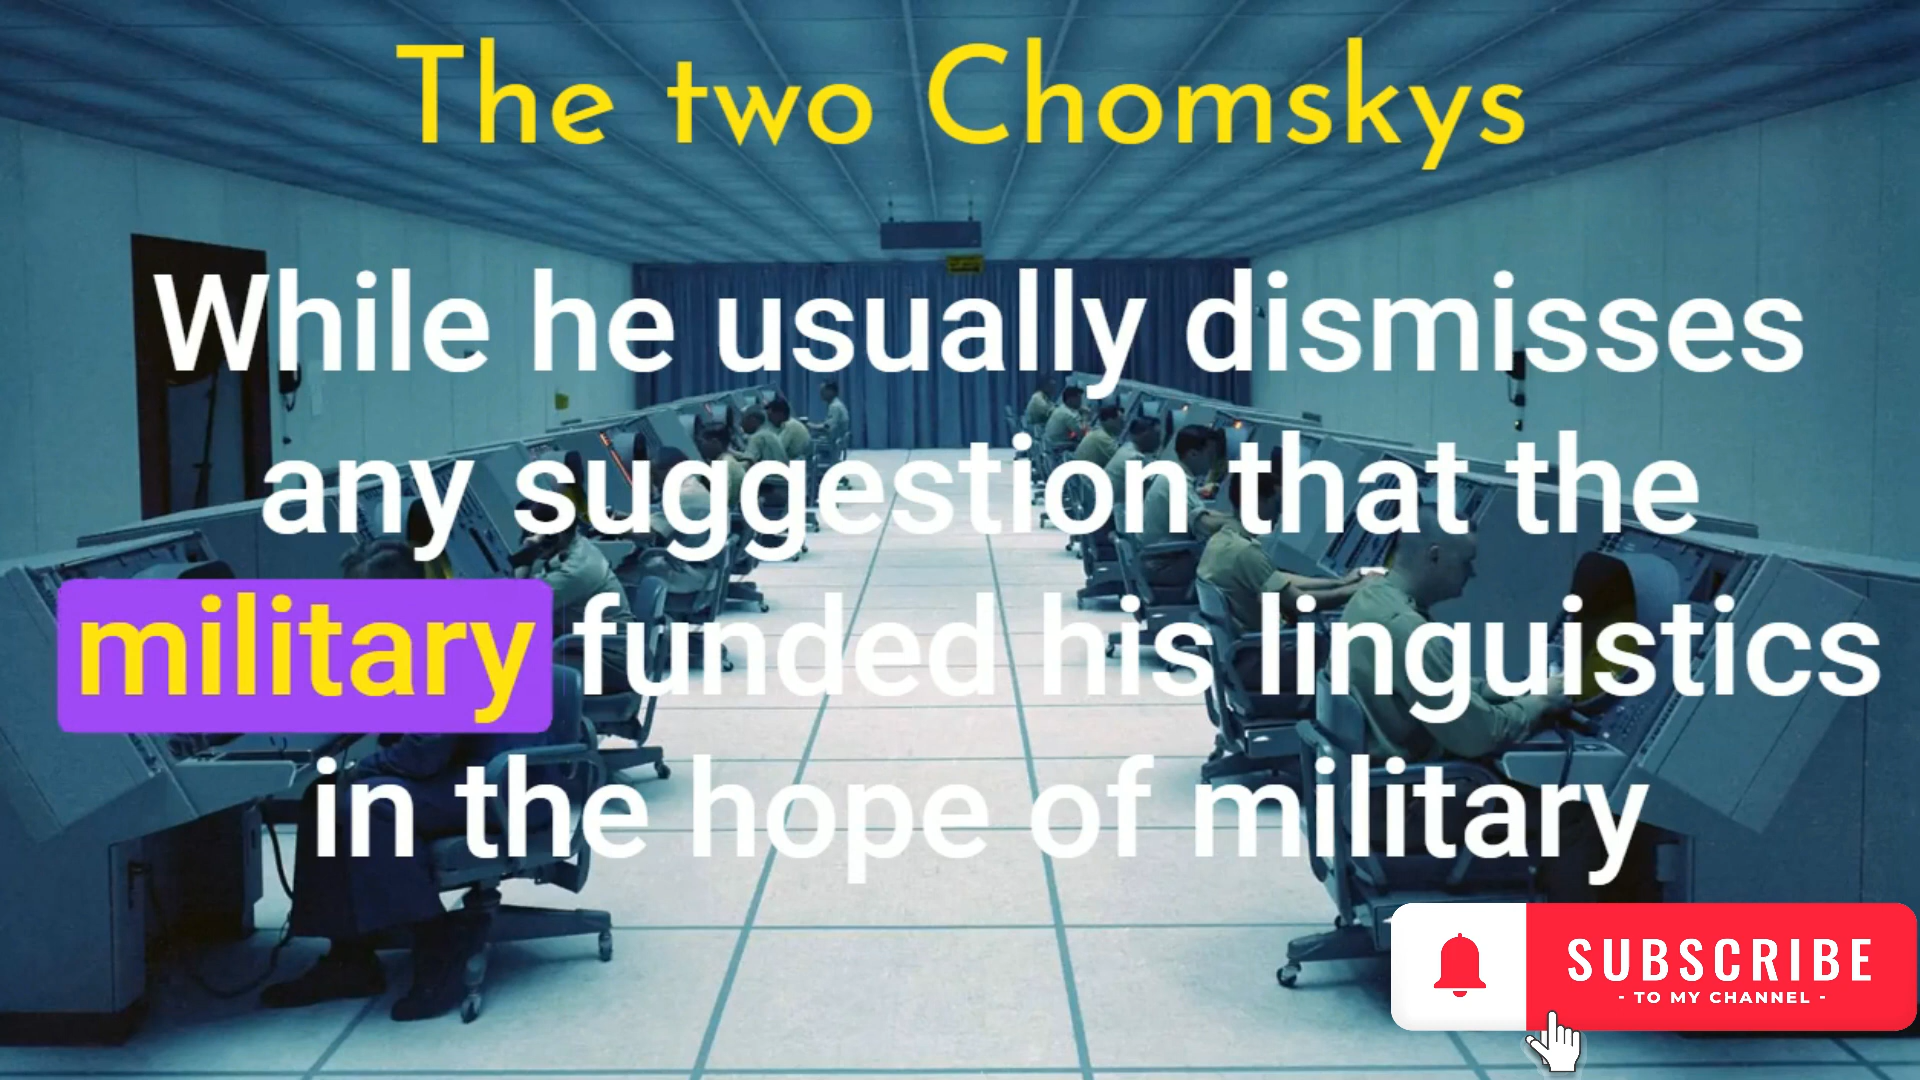 The two Chomskys
While he usually dismisses
any suggestion that the
military funded his linguistics
in the hope of military
SUBSCRIBE
- TO MY CHANNEL -